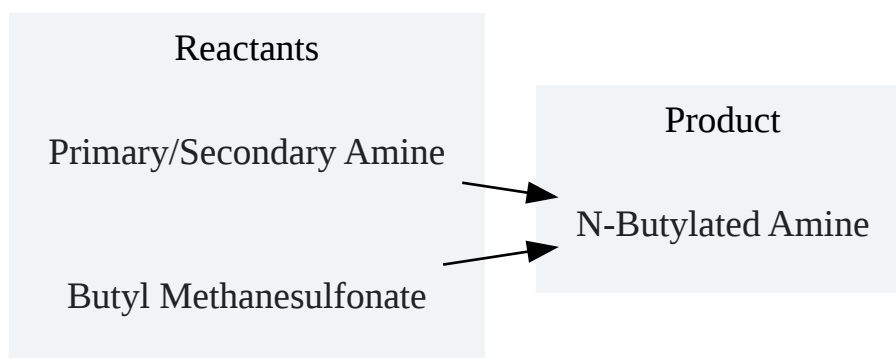 Reactants
Primary/Secondary Amine
Butyl Methanesulfonate
Product
N-Butylated Amine